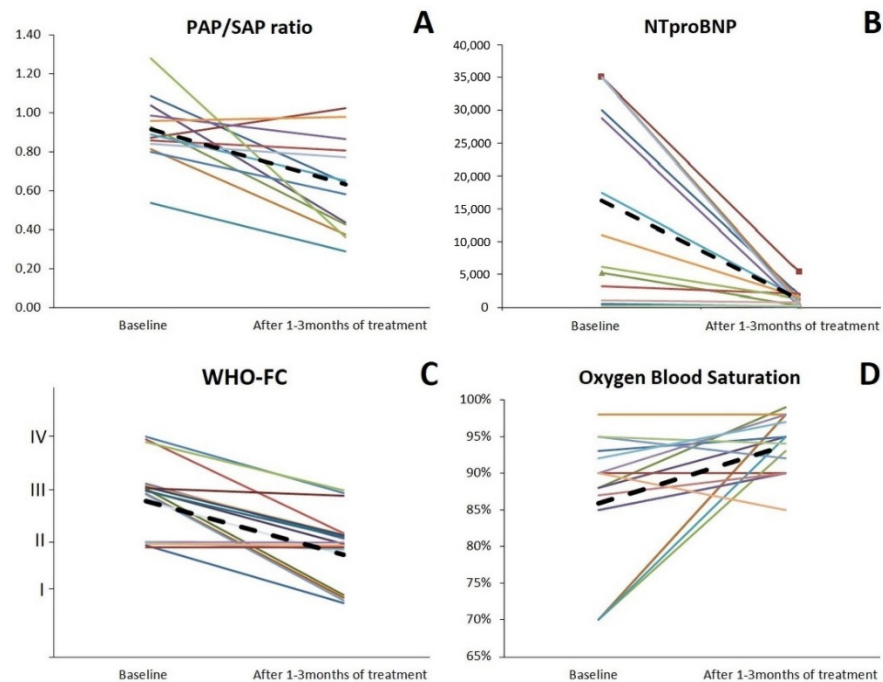 PAP/SAP ratio
A
1.40
1.20
1.00
0.80
0.60
0.40
0.20
0.00
Baseline
After 1-3months of treatment
NTproBNP
B
40,000
35,000
30,000
25,000
20,000
15,000
10,000
5,000
0
Baseline
After 1-3months of treatment
WHO-FC
C
IV
III
II
I
Baseline
After 1-3months of treatment
Oxygen Blood Saturation
D
100%
95%
90%
85%
80%
75%
70%
65%
Baseline
After 1-3months of treatment